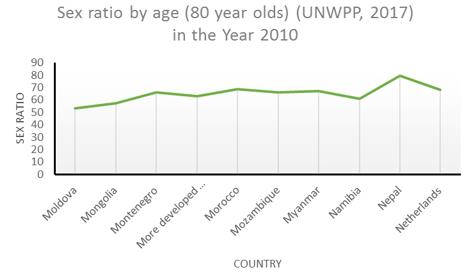 Sex ratio by age (80 year olds) (UNWPP, 2017)
in the Year 2010
90
80
70
60
50
40
30
20
10
0
SEX RATIO
Moldova
Mongolia
Montenegro
More developed ...
Morocco
Mozambique
Myanmar
Namibia
Nepal
Netherlands
COUNTRY